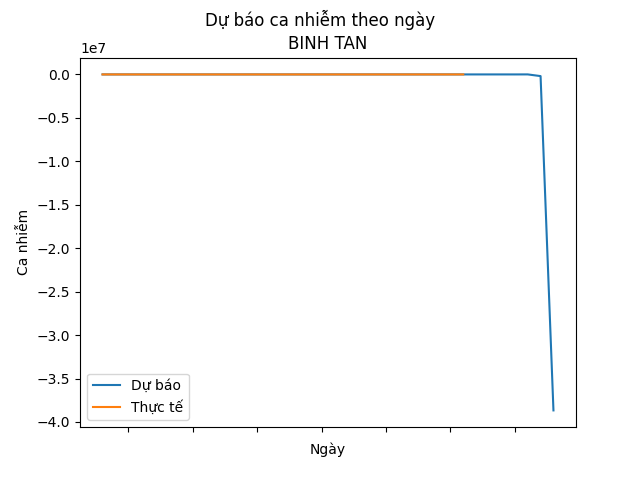 Dự báo ca nhiễm theo ngày
BINH TAN
1e7
0.0
−0.5
−1.0
−1.5
−2.0
−2.5
−3.0
−3.5
−4.0
Ca nhiễm
Dự báo
Thực tế
Ngày